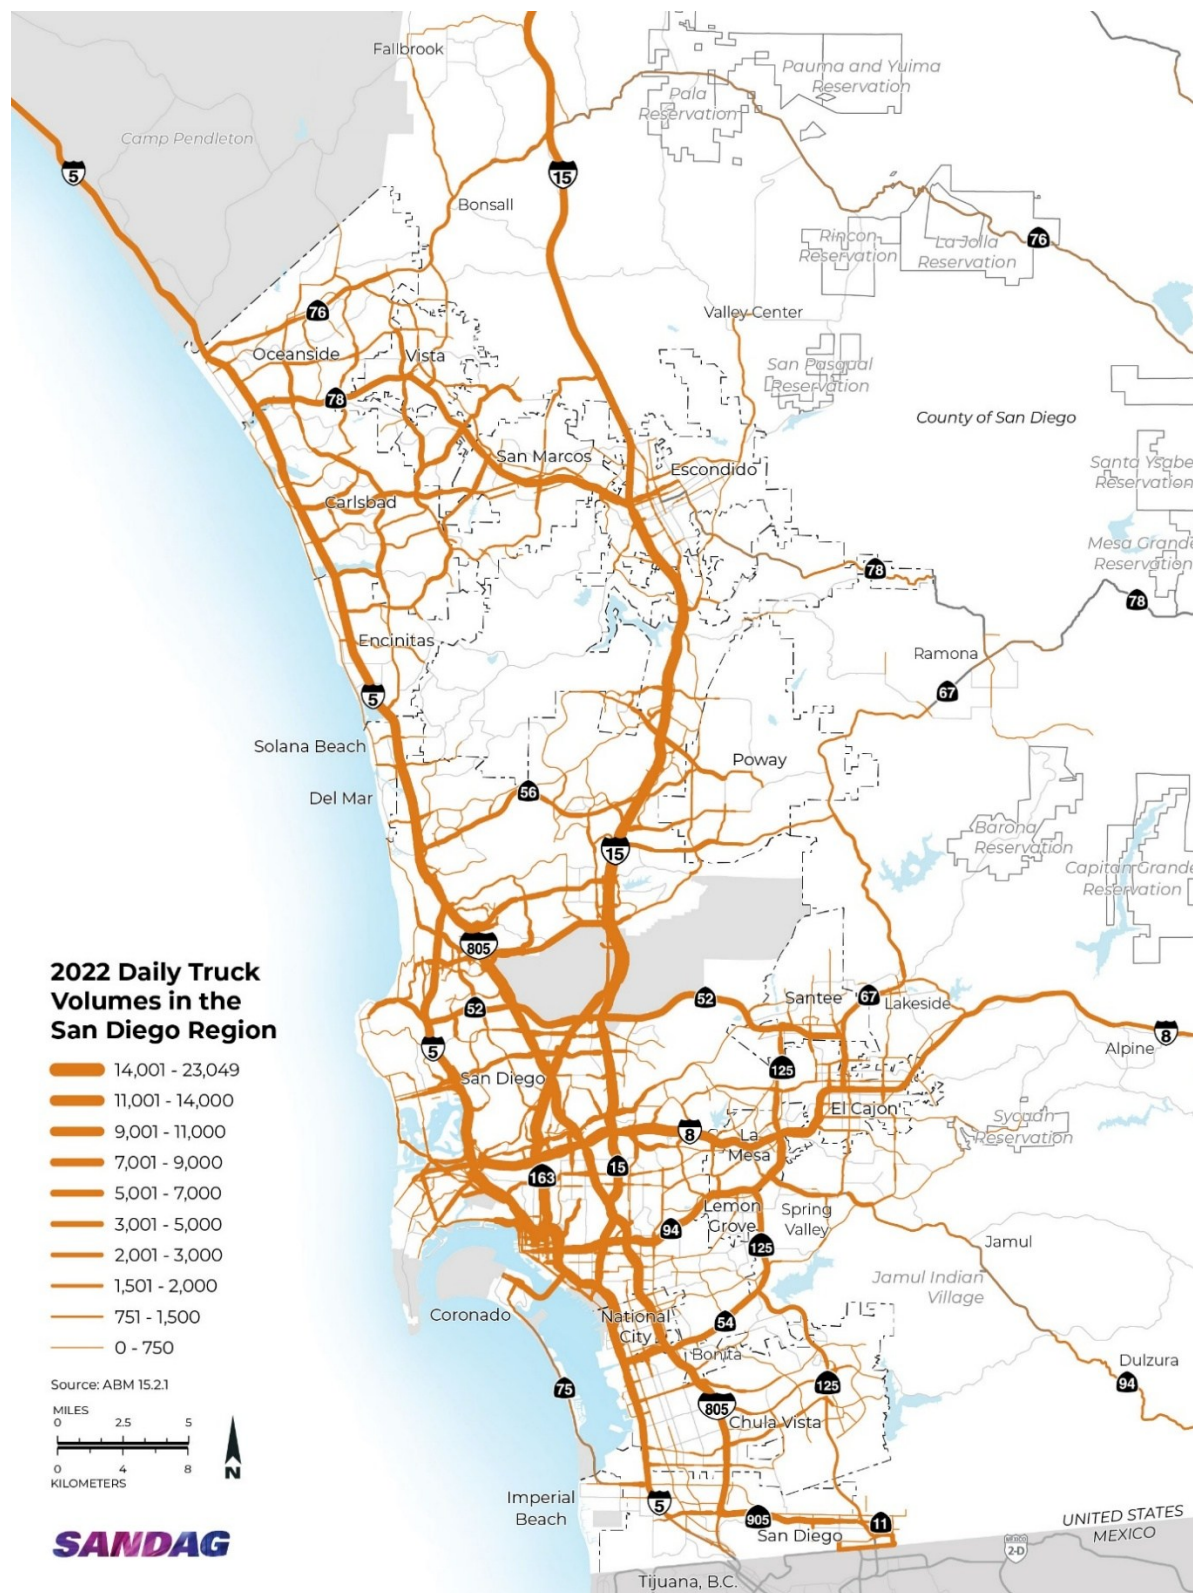 Fallbrook
Pauma and Yuima
Reservation
Pala
Reservation
Camp Pendleton
5
15
Bonsall
Rincon
Reservation
La Jolla
Reservation
76
76
Valley Center
Oceanside
Vista
San Pasqual
Reservation
78
County of San Diego
San Marcos
Escondido
Santa Ysabe
Reservation
Carlsbad
Mesa Grande
Reservation
78
78
Encinitas
Ramona
67
5
Solana Beach
Poway
Del Mar
56
Barona
Reservation
15
Capitan Grande
Reservation
805
2022 Daily Truck
Volumes in the
San Diego Region
14,001 - 23,049
11,001 - 14,000
9,001 - 11,000
7,001 - 9,000
5,001 - 7,000
3,001 - 5,000
2,001 - 3,000
1,501 - 2,000
751 - 1,500
0 - 750
Source: ABM 15.2.1
MILES
0 2.5 5
0 4 8
KILOMETERS
N
SANDAG
52
52
Santee
67
Lakeside
5
8
Alpine
San Diego
125
El Cajon
Sycuan
Reservation
8
La
Mesa
163
15
Lemon
Grove
Spring
Valley
94
125
Jamul
Jamul Indian
Village
Coronado
National
City
54
Bonita
Dulzura
75
125
94
805
Chula Vista
Imperial
Beach
5
905
San Diego
11
UNITED STATES
MEXICO
MEXICO
2-D
Tijuana, B.C.